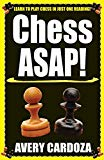 LEARN TO PLAY CHESS IN JUST ONE READING!
Chess
ASAP!
AVERY CARDOZA